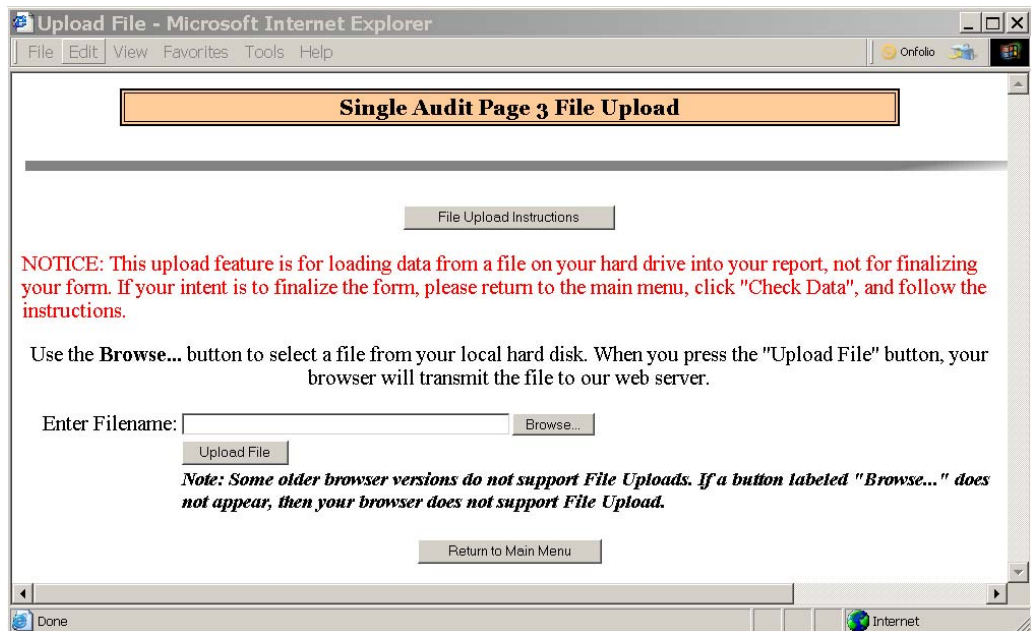 Upload File - Microsoft Internet Explorer
File Edit View Favorites Tools Help
Onfolio
Single Audit Page 3 File Upload
File Upload Instructions
NOTICE: This upload feature is for loading data from a file on your hard drive into your report, not for finalizing
your form. If your intent is to finalize the form, please return to the main menu, click "Check Data", and follow the
instructions.
Use the Browse... button to select a file from your local hard disk. When you press the "Upload File" button, your
browser will transmit the file to our web server.
Enter Filename: Browse...
Upload File
Note: Some older browser versions do not support File Uploads. If a button labeled "Browse..." does
not appear, then your browser does not support File Upload.
Return to Main Menu
Done Internet